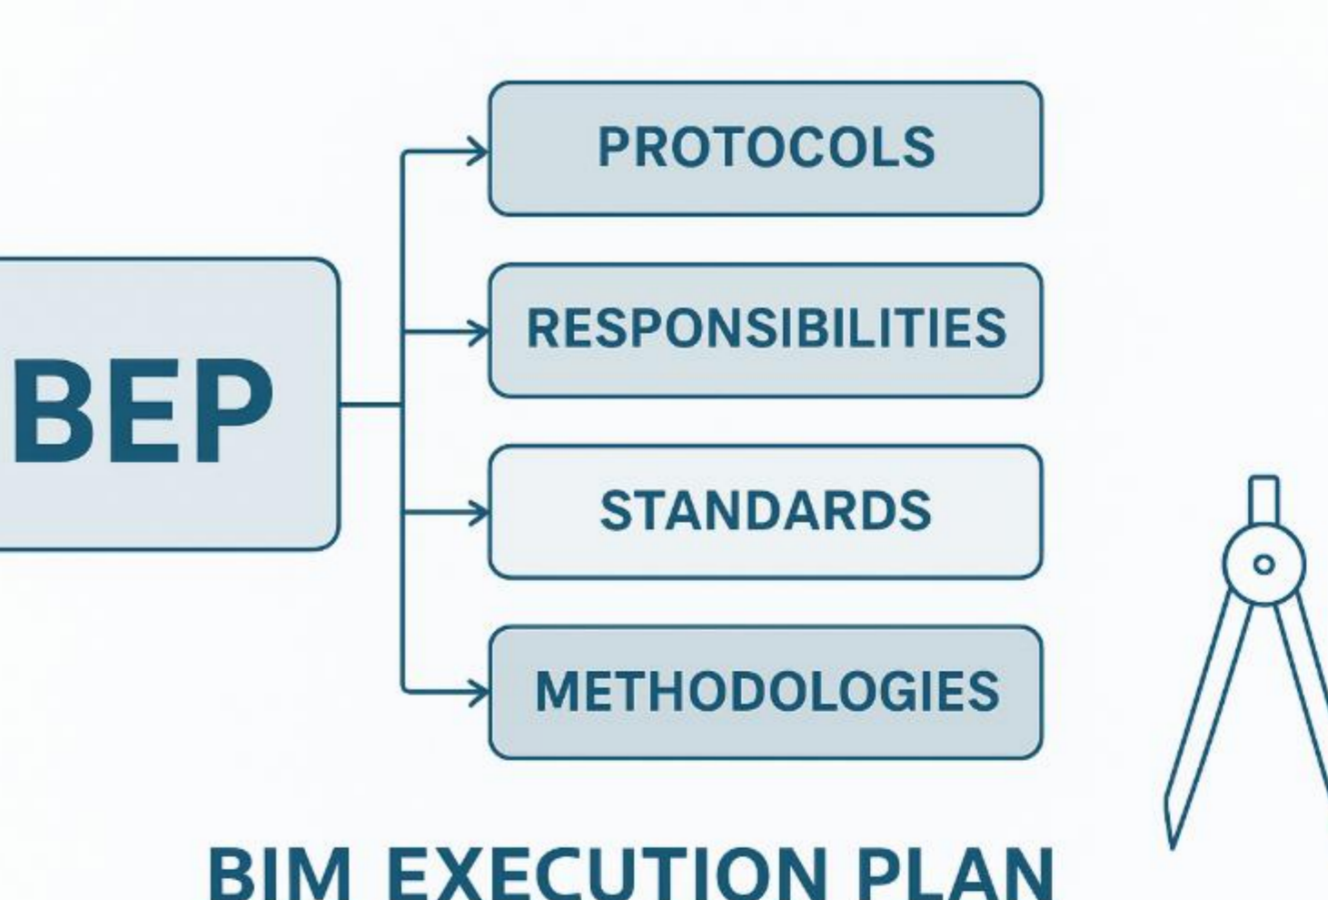 PROTOCOLS
RESPONSIBILITIES
BEP
STANDARDS
METHODOLOGIES
BIM EXECUTION PLAN